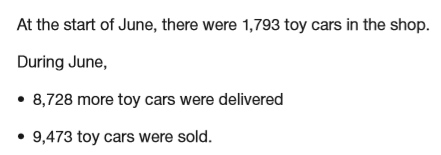 At the start of June, there were 1,793 toy cars in the shop.
During June,
• 8,728 more toy cars were delivered
• 9,473 toy cars were sold.